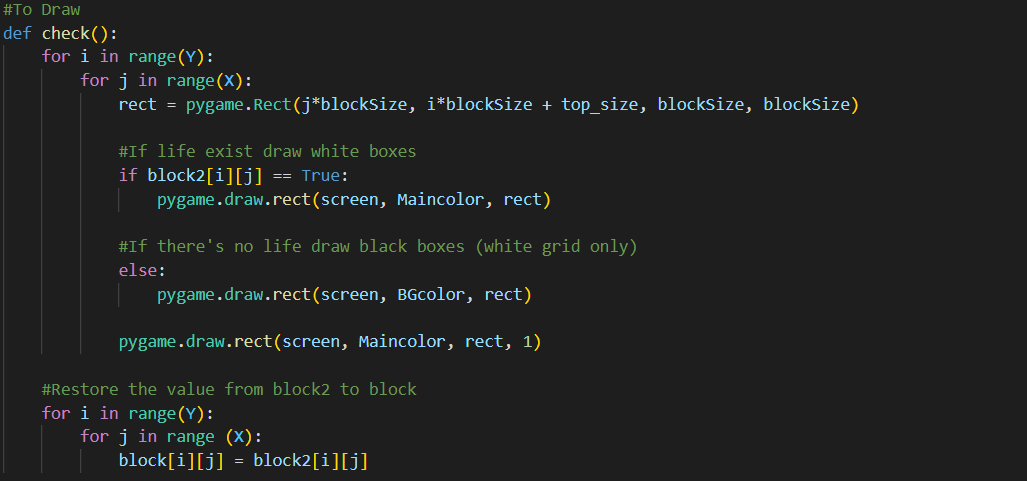 #To Draw
def check():
    for i in range(Y):
        for j in range(X):
            rect = pygame.Rect(j*blockSize, i*blockSize + top_size, blockSize, blockSize)

            #If life exist draw white boxes
            if block2[i][j] == True:
                pygame.draw.rect(screen, Maincolor, rect)

            #If there's no life draw black boxes (white grid only)
            else:
                pygame.draw.rect(screen, BGcolor, rect)

            pygame.draw.rect(screen, Maincolor, rect, 1)

    #Restore the value from block2 to block
    for i in range(Y):
        for j in range (X):
            block[i][j] = block2[i][j]